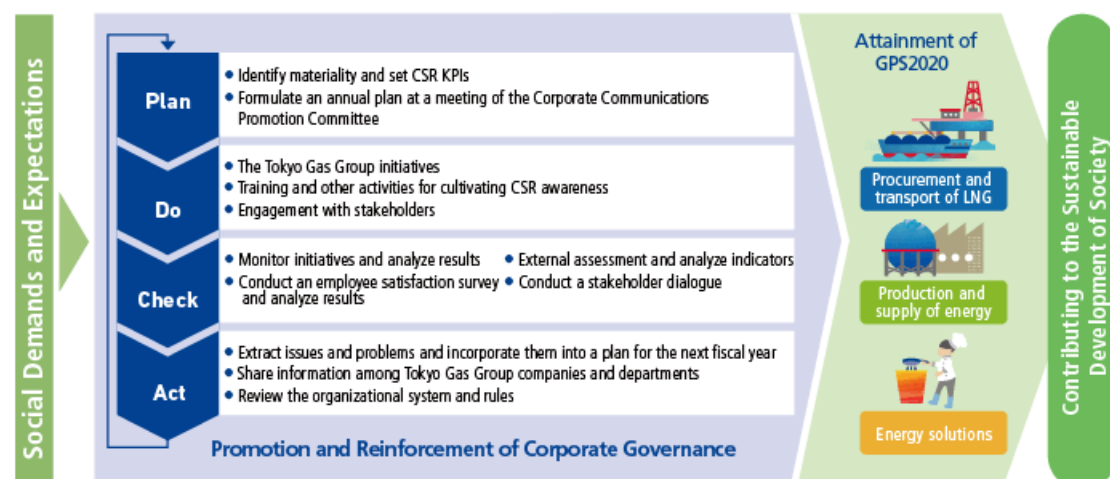 Social Demands and Expectations
Plan
• Identify materiality and set CSR KPIs
• Formulate an annual plan at a meeting of the Corporate Communications
Promotion Committee
Do
• The Tokyo Gas Group initiatives
• Training and other activities for cultivating CSR awareness
• Engagement with stakeholders
Check
• Monitor initiatives and analyze results
• Conduct an employee satisfaction survey
and analyze results
• External assessment and analyze indicators
• Conduct a stakeholder dialogue
Act
• Extract issues and problems and incorporate them into a plan for the next fiscal year
• Share information among Tokyo Gas Group companies and departments
• Review the organizational system and rules
Promotion and Reinforcement of Corporate Governance
Attainment of
GPS2020
Procurement and
transport of LNG
Production and
supply of energy
Energy solutions
Contributing to the Sustainable
Development of Society